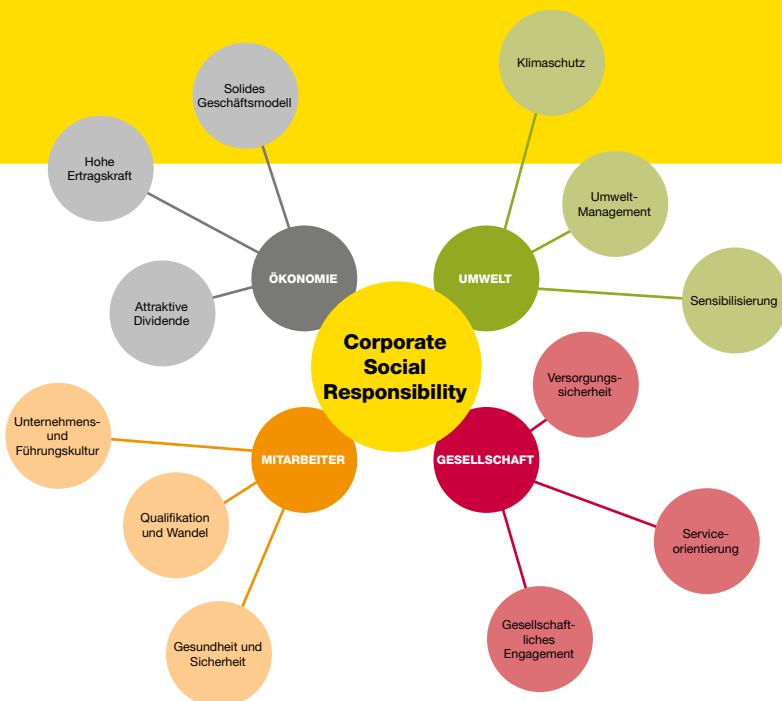 Solides
Geschäftsmodell
Hohe
Ertragskraft
Attraktive
Dividende
ÖKONOMIE
Klimaschutz
Umwelt-
Management
Sensibilisierung
UMWELT
Corporate
Social
Responsibility
Unternehmens-
und
Führungskultur
Qualifikation
und Wandel
Gesundheit und
Sicherheit
MITARBEITER
Versorgungs-
sicherheit
GESELLSCHAFT
Service-
orientierung
Gesellschaft-
liches
Engagement